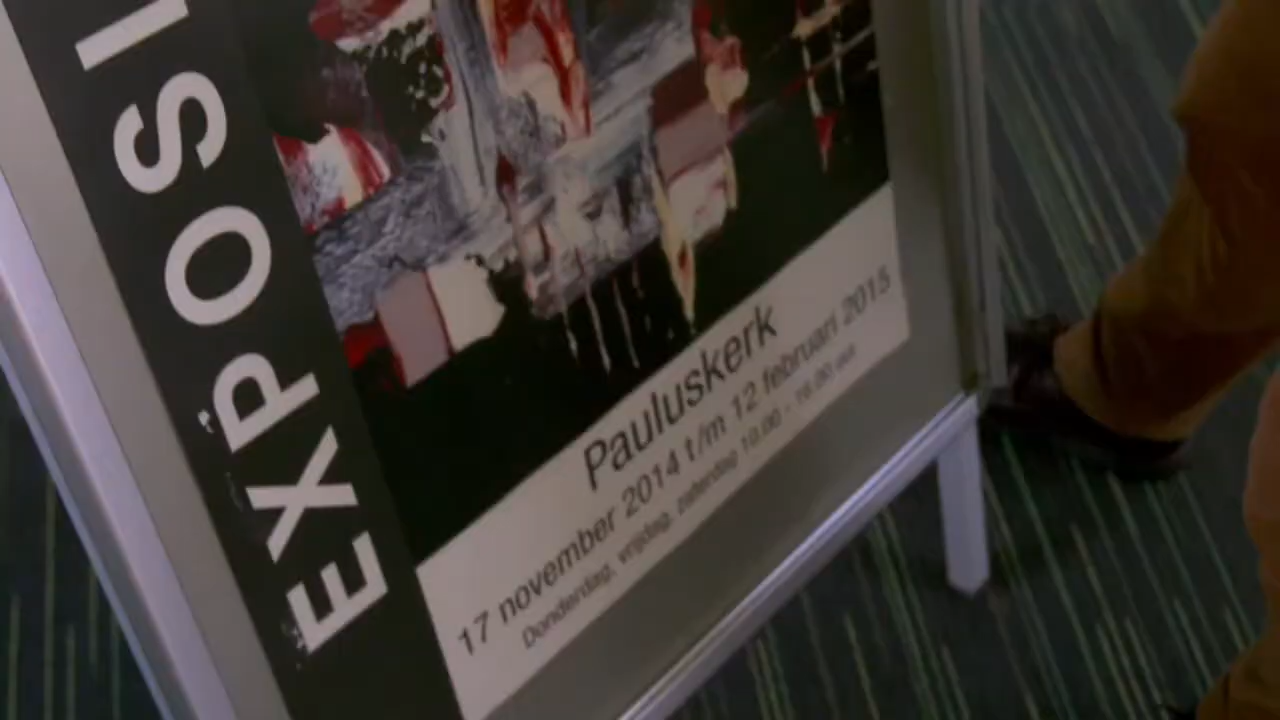 EXPOSI
Pauluskerk
17 november 2014 t/m 12 februari 2015
Donderdag, vrijdag, zaterdag 10.00 - 16.00 uur